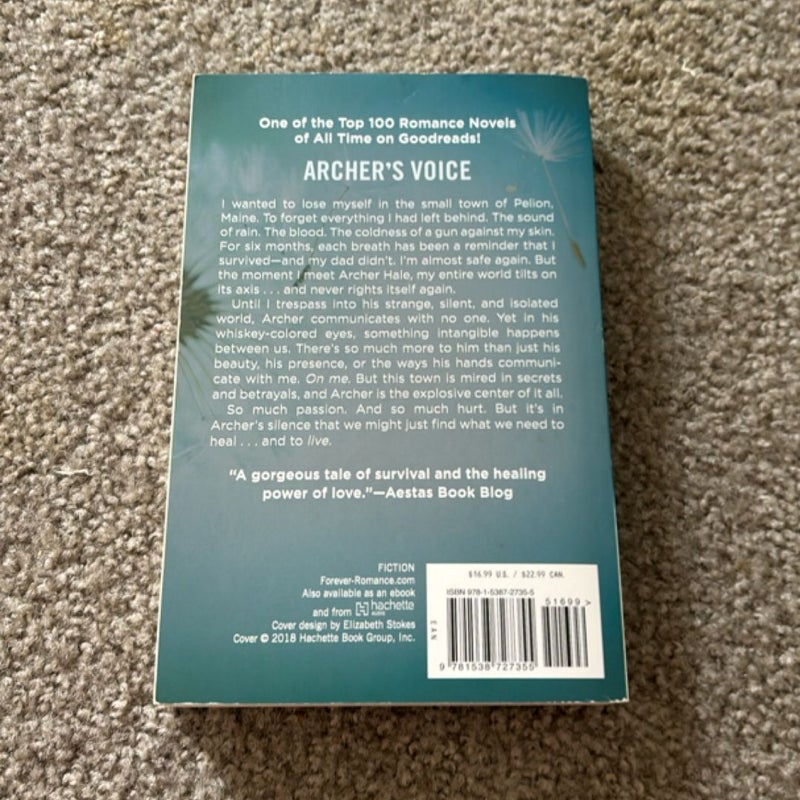 One of the Top 100 Romance Novels
of All Time on Goodreads!
ARCHER'S VOICE
I wanted to lose myself in the small town of Pelion,
Maine. To forget everything I had left behind. The sound
of rain. The blood. The coldness of a gun against my skin.
For six months, each breath has been a reminder that I
survived—and my dad didn't. I'm almost safe again. But
the moment I meet Archer Hale, my entire world tilts on
its axis . . . and never rights itself again.
Until I trespass into his strange, silent, and isolated
world, Archer communicates with no one. Yet in his
whiskey-colored eyes, something intangible happens
between us. There's so much more to him than just his
beauty, his presence, or the ways his hands communi-
cate with me. On me. But this town is mired in secrets
and betrayals, and Archer is the explosive center of it all.
So much passion. And so much hurt. But it's in
Archer's silence that we might just find what we need to
heal . . . and to live.
"A gorgeous tale of survival and the healing
power of love."—Aestas Book Blog
FICTION
Forever-Romance.com
Also available as an ebook
and from hachette AUDIO
Cover design by Elizabeth Stokes
Cover © 2018 Hachette Book Group, Inc.
$16.99 U.S. / $22.99 CAN.
ISBN 978-1-5387-2735-5
51699>
EAN
9 781538 727355